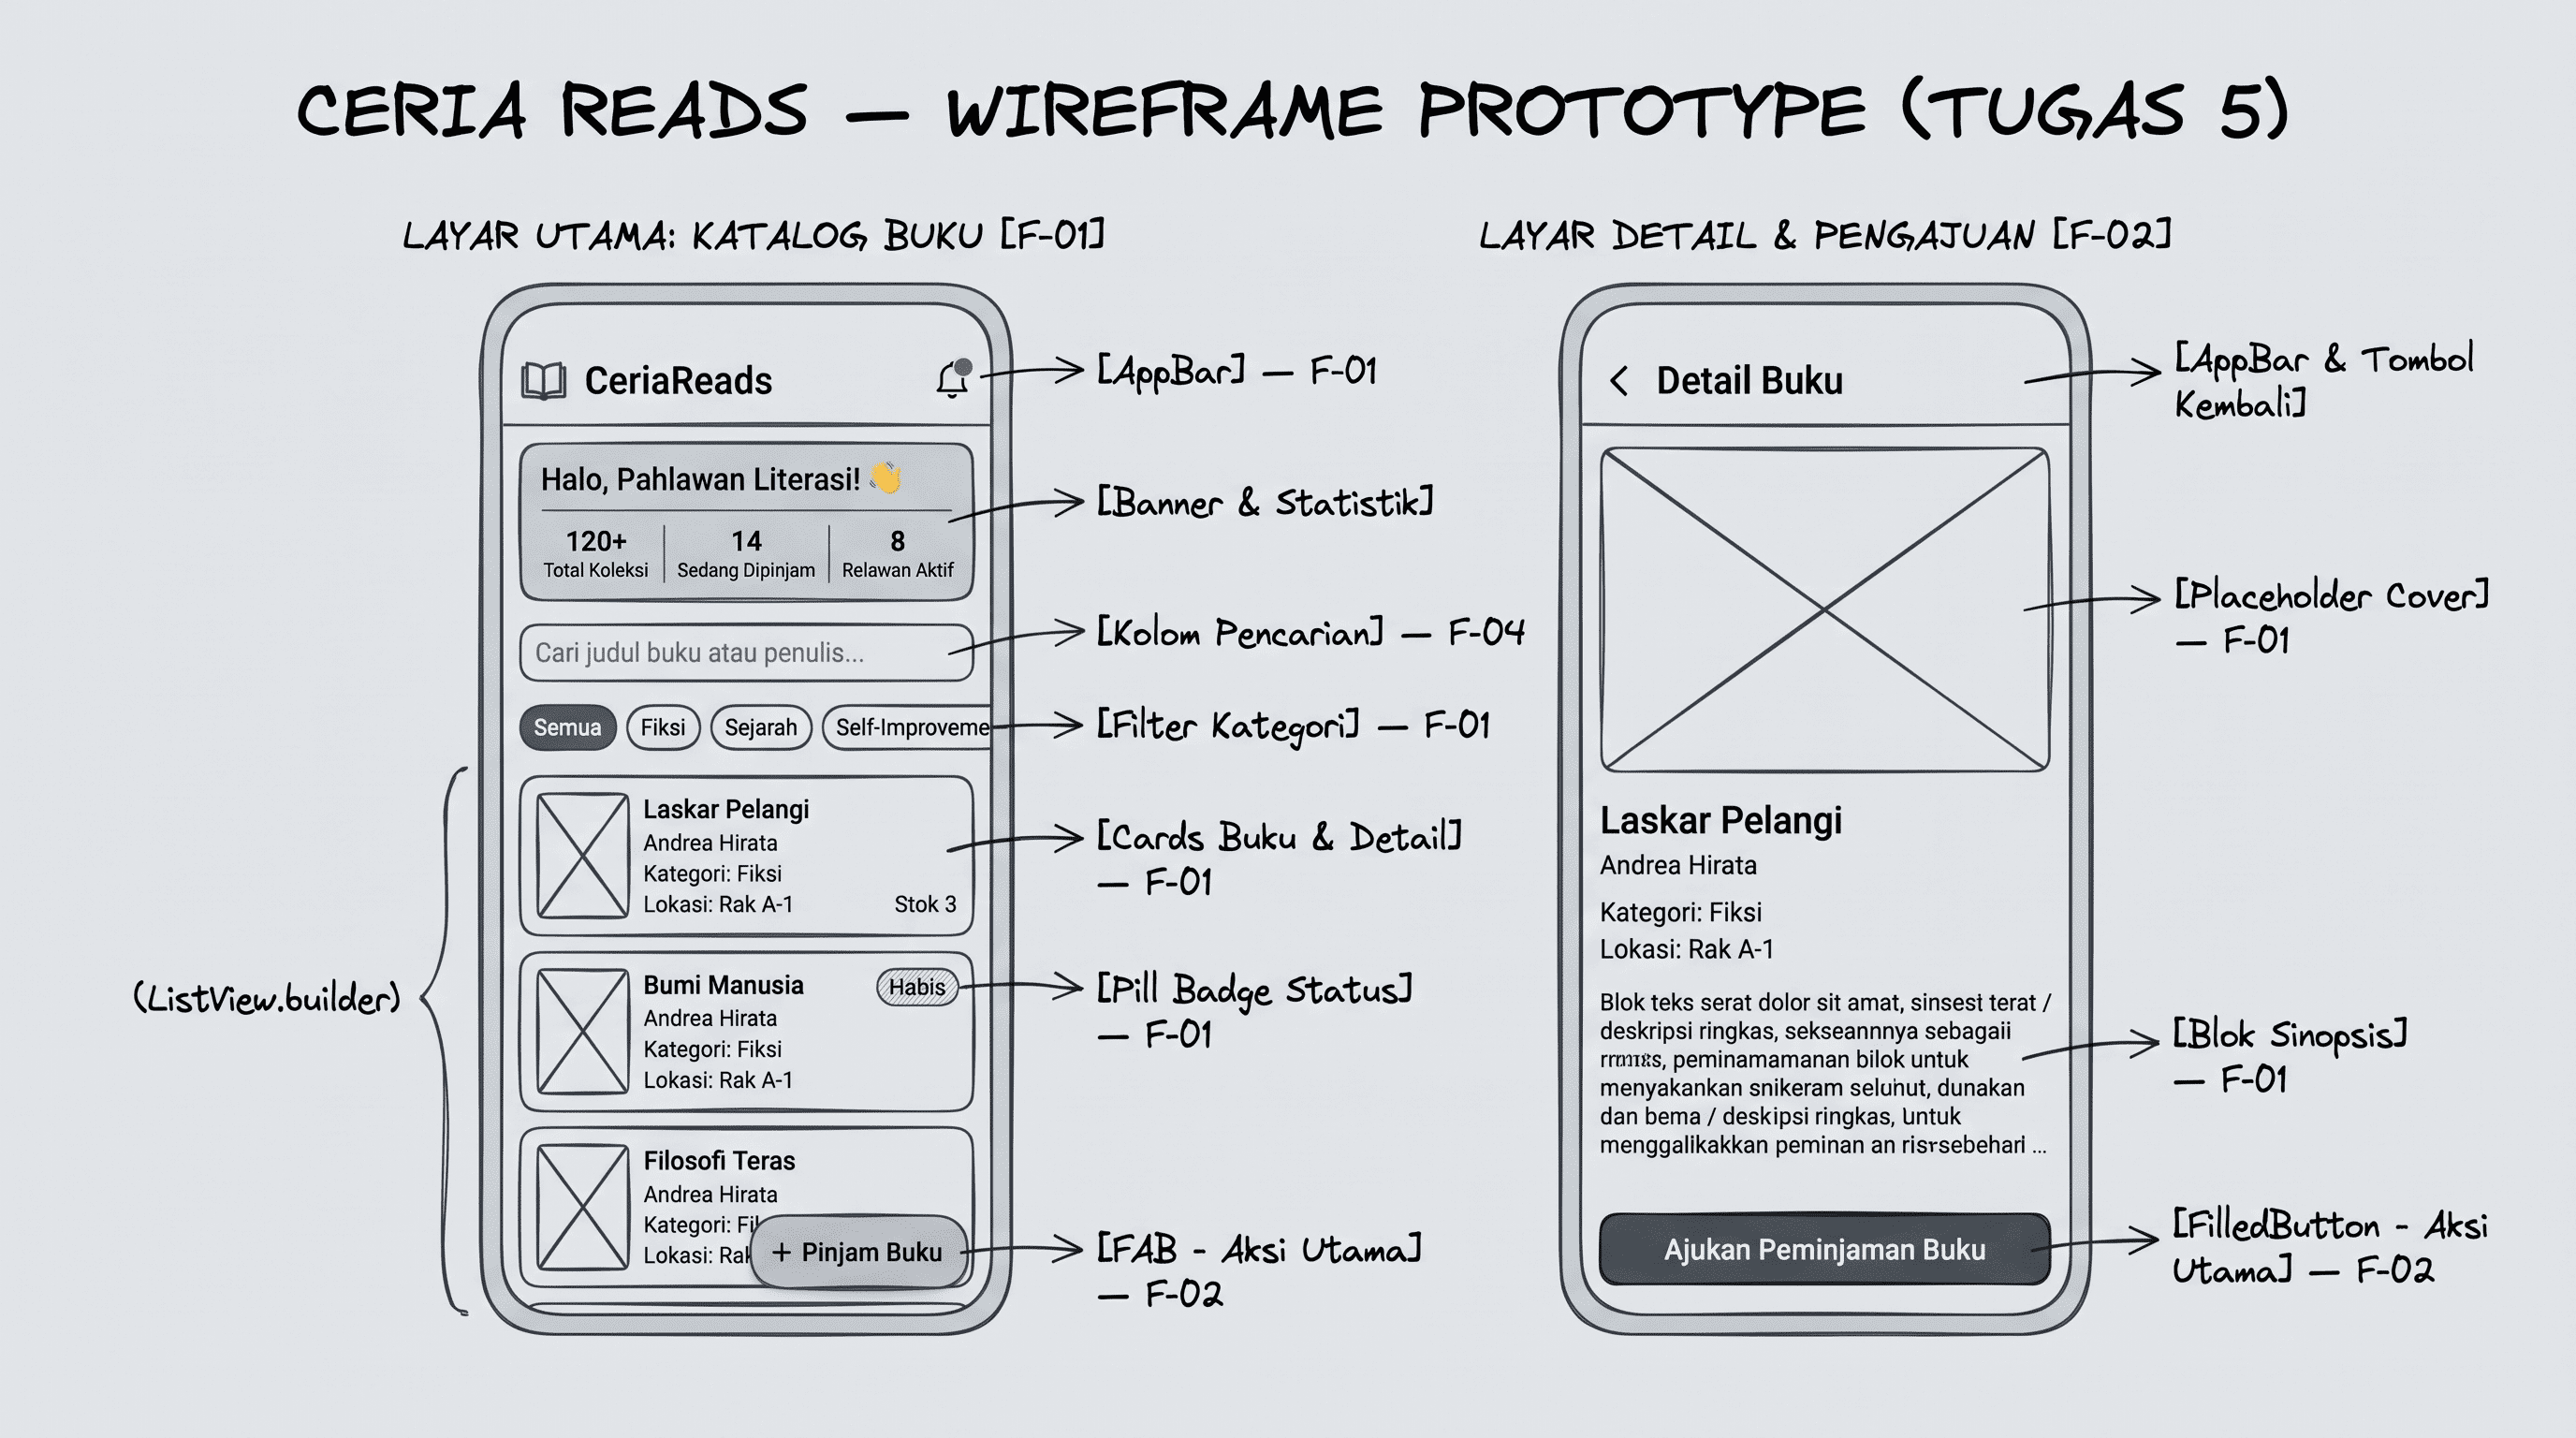 CERIA READS — WIREFRAME PROTOTYPE (TUGAS 5)
LAYAR UTAMA: KATALOG BUKU [F-01]
CeriaReads
[AppBar] — F-01
Halo, Pahlawan Literasi! 👋
120+
Total Koleksi
14
Sedang Dipinjam
8
Relawan Aktif
[Banner & Statistik]
Cari judul buku atau penulis...
[Kolom Pencarian] — F-04
Semua
Fiksi
Sejarah
Self-Improveme
[Filter Kategori] — F-01
(ListView.builder)
Laskar Pelangi
Andrea Hirata
Kategori: Fiksi
Lokasi: Rak A-1
Stok 3
[Cards Buku & Detail]
— F-01
Bumi Manusia
Habis
Andrea Hirata
Kategori: Fiksi
Lokasi: Rak A-1
[Pill Badge Status]
— F-01
Filosofi Teras
Andrea Hirata
Kategori: Fi
Lokasi: Rak
+ Pinjam Buku
[FAB - Aksi Utama]
— F-02
LAYAR DETAIL & PENGAJUAN [F-02]
< Detail Buku
[AppBar & Tombol
Kembali]
[Placeholder Cover]
— F-01
Laskar Pelangi
Andrea Hirata
Kategori: Fiksi
Lokasi: Rak A-1
Blok teks serat dolor sit amat, sinsest terat /
deskripsi ringkas, sekseannnya sebagaii
peminamamanan bilok untuk
menyakankan snikeram seluhut, dunakan
dan bema / deskipsi ringkas, untuk
menggalikakkan peminan an risrsebehari ...
[Blok Sinopsis]
— F-01
Ajukan Peminjaman Buku
[FilledButton - Aksi
Utama] — F-02